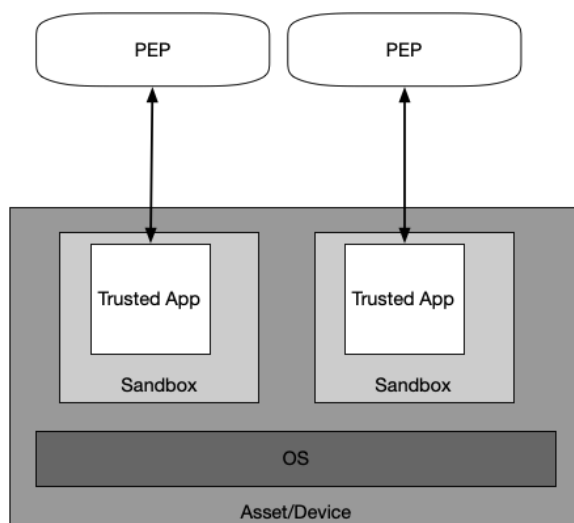 PEP
PEP
Trusted App
Trusted App
Sandbox
Sandbox
OS
Asset/Device